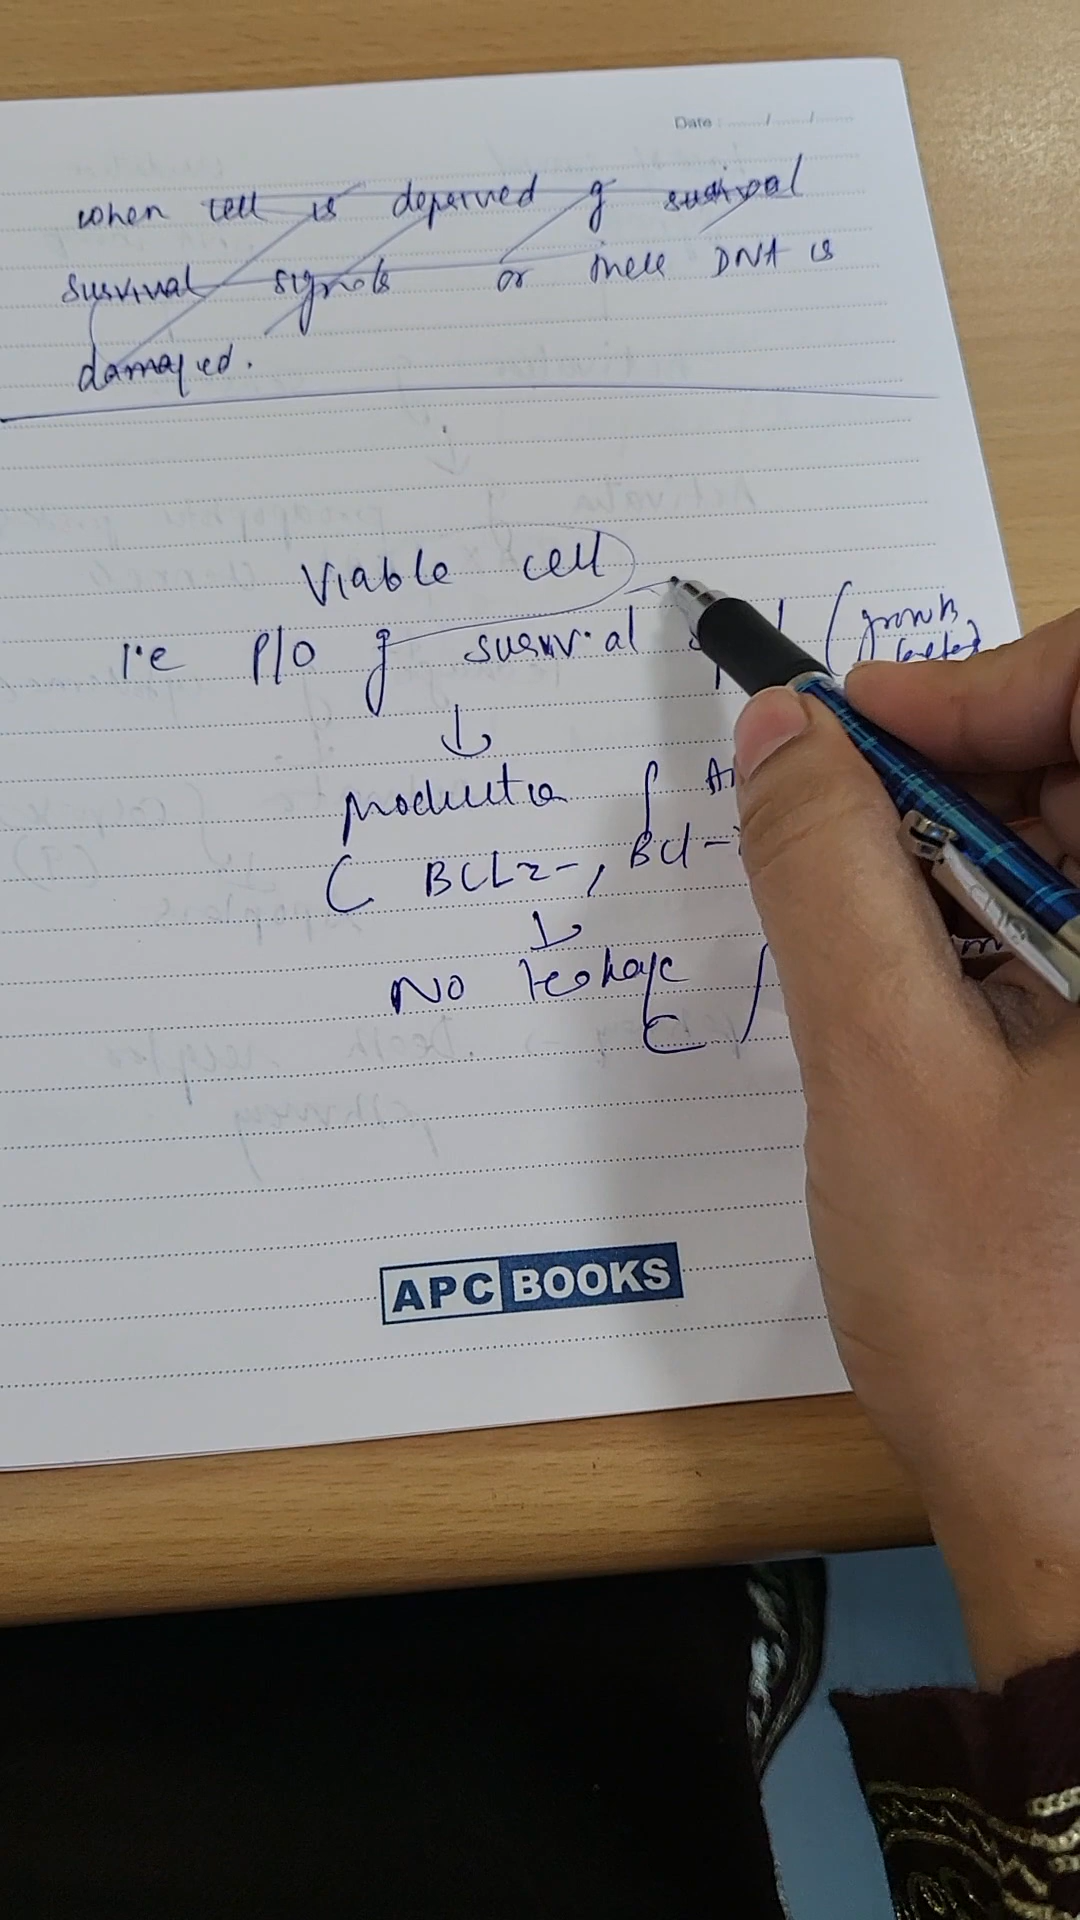 Date : ....... / ....... / .......
when cell is deprived of survival
survival signals or there DNA is
damaged.
Viable cell
i.e P/O of survival (growth
↓
production of
( BCL2-, BCl-
↓
No leakage
C
APC BOOKS